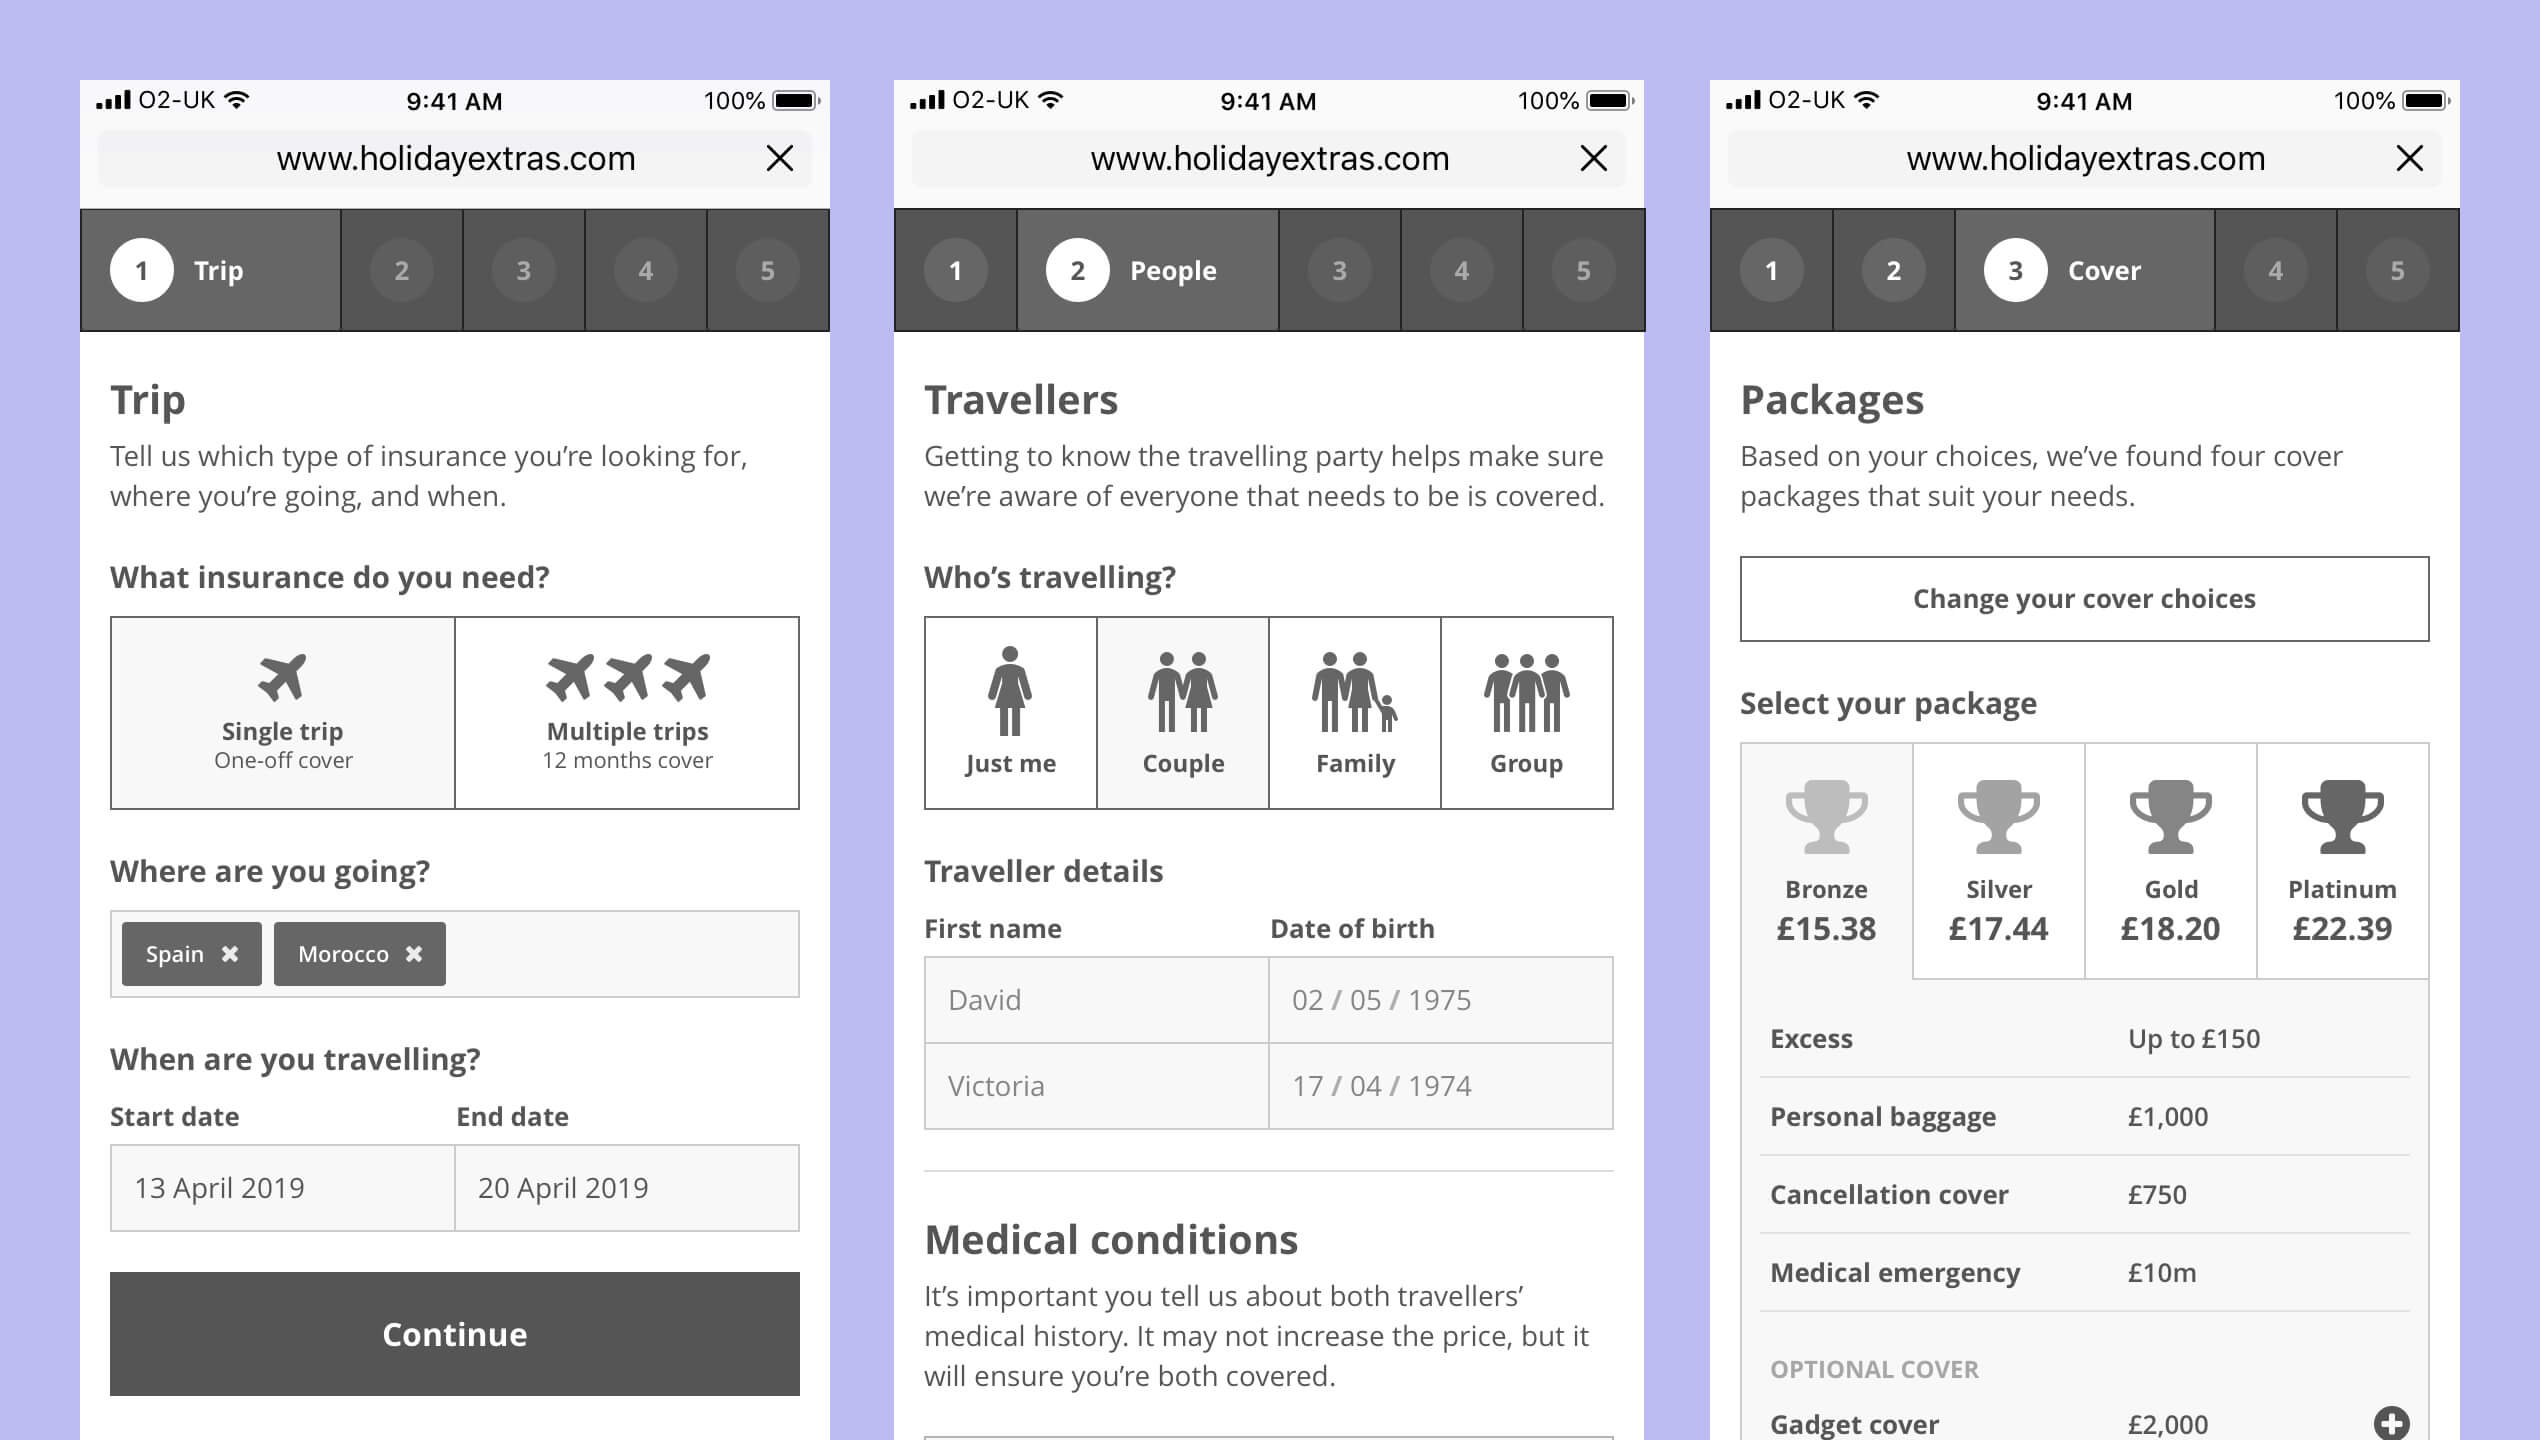 O2-UK 9:41 AM 100%
www.holidayextras.com
1 Trip 2 3 4 5
Trip
Tell us which type of insurance you’re looking for,
where you’re going, and when.
What insurance do you need?
Single trip
One-off cover
Multiple trips
12 months cover
Where are you going?
Spain
Morocco
When are you travelling?
Start date
End date
13 April 2019
20 April 2019
Continue
O2-UK 9:41 AM 100%
www.holidayextras.com
1 2 People 3 4 5
Travellers
Getting to know the travelling party helps make sure
we’re aware of everyone that needs to be is covered.
Who’s travelling?
Just me
Couple
Family
Group
Traveller details
First name
Date of birth
David
02 / 05 / 1975
Victoria
17 / 04 / 1974
Medical conditions
It’s important you tell us about both travellers’
medical history. It may not increase the price, but it
will ensure you’re both covered.
O2-UK 9:41 AM 100%
www.holidayextras.com
1 2 3 Cover 4 5
Packages
Based on your choices, we’ve found four cover
packages that suit your needs.
Change your cover choices
Select your package
Bronze
£15.38
Silver
£17.44
Gold
£18.20
Platinum
£22.39
Excess Up to £150
Personal baggage £1,000
Cancellation cover £750
Medical emergency £10m
OPTIONAL COVER
Gadget cover £2,000